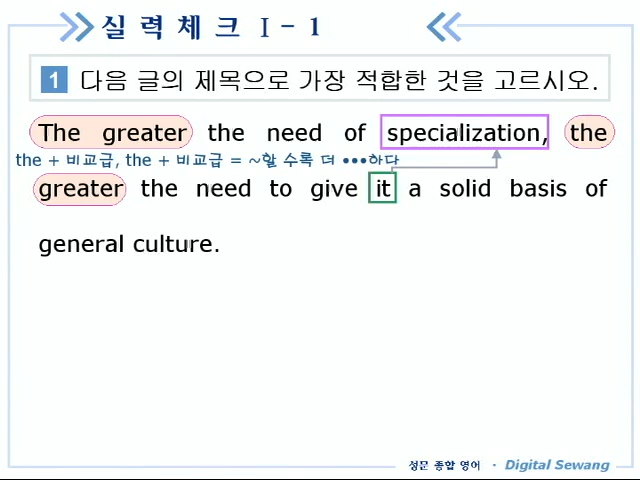 실력체크 I - 1
1 다음 글의 제목으로 가장 적합한 것을 고르시오.
The greater the need of specialization, the
the + 비교급, the + 비교급 = ~할 수록 더 •••하다
greater the need to give it a solid basis of
general culture.
성문 종합 영어 · Digital Sewang